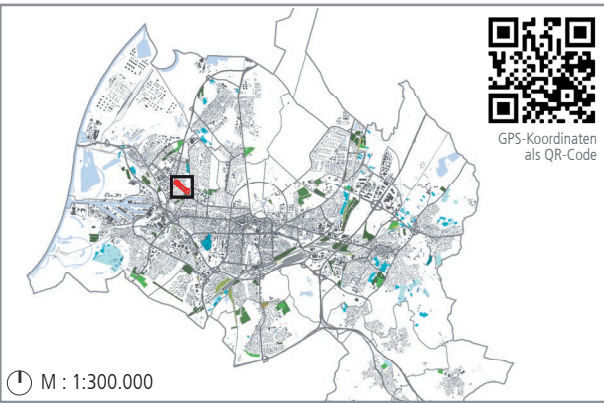 GPS-Koordinaten
als QR-Code
M : 1:300.000